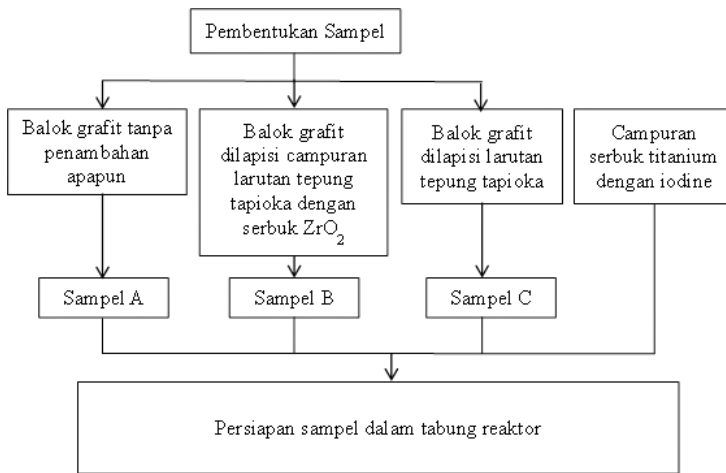 Pembentukan Sampel
Balok grafit tanpa
penambahan
apapun
Balok grafit
dilapisi campuran
larutan tepung
tapioka dengan
serbuk ZrO₂
Balok grafit
dilapisi larutan
tepung tapioka
Campuran
serbuk titanium
dengan iodine
Sampel A
Sampel B
Sampel C
Persiapan sampel dalam tabung reaktor